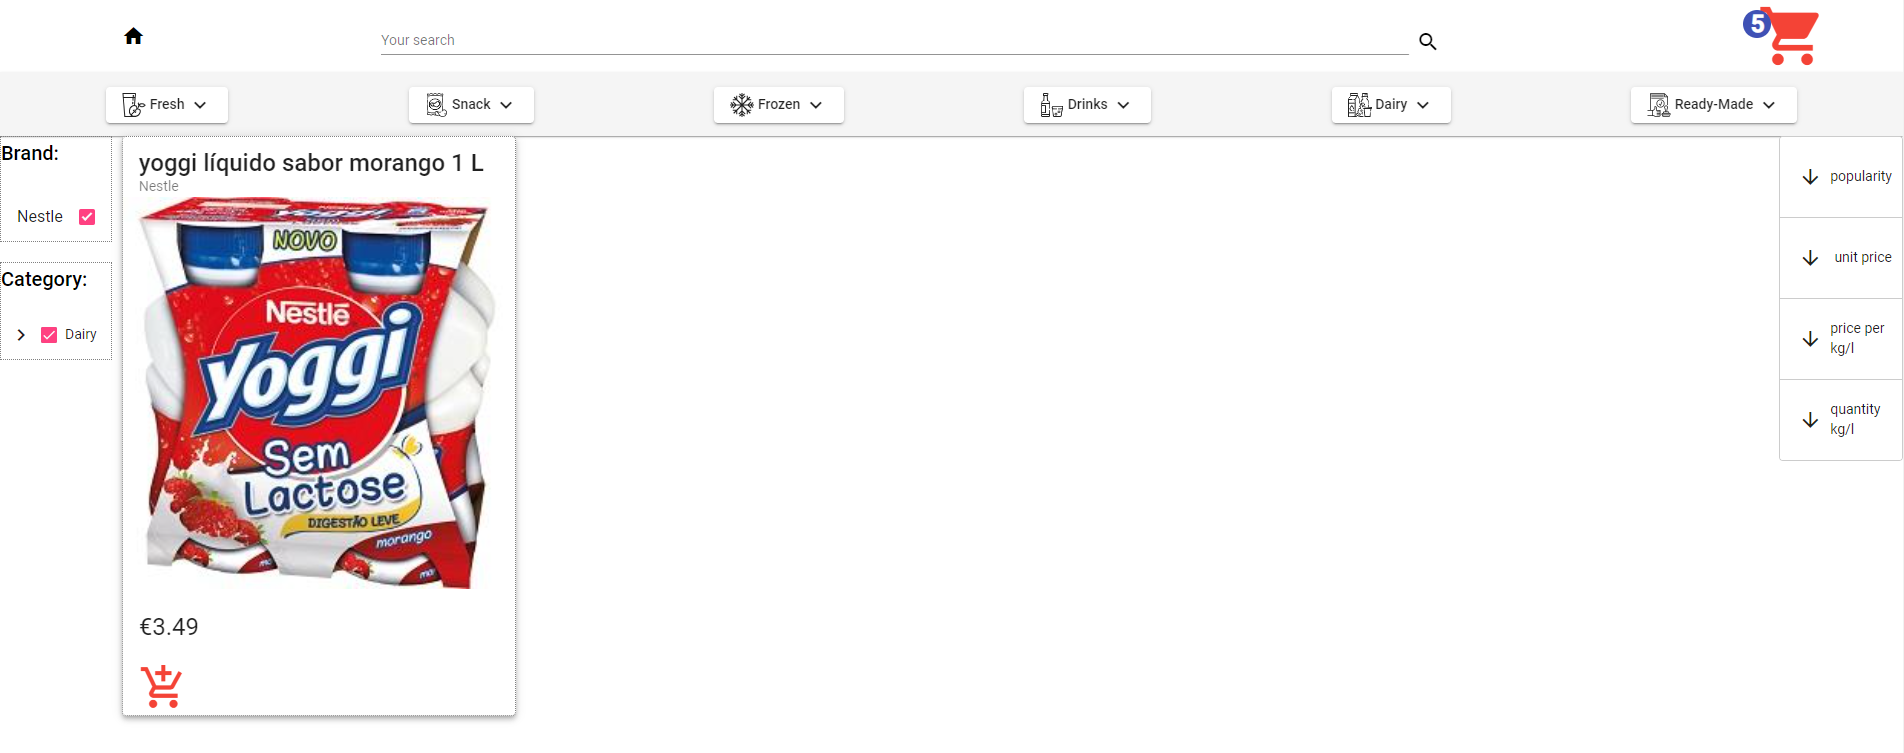 Your search
5
Fresh
Snack
Frozen
Drinks
Dairy
Ready-Made
Brand:
Nestle
Category:
Dairy
yoggi líquido sabor morango 1 L
Nestle
NOVO
Nestlé
Yoggi
Sem
Lactose
DIGESTÃO LEVE
morango
€3.49
popularity
unit price
price per
kg/l
quantity
kg/l